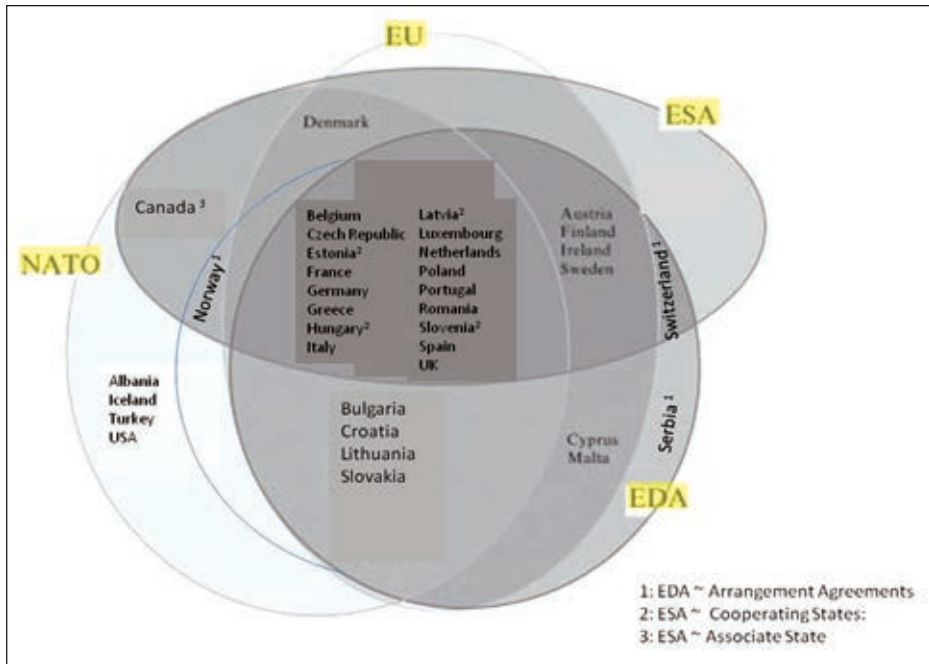 EU
ESA
Denmark
Canada ³
NATO
Norway ¹
Belgium
Czech Republic
Estonia²
France
Germany
Greece
Hungary²
Italy
Latvia²
Luxembourg
Netherlands
Poland
Portugal
Romania
Slovenia²
Spain
UK
Austria
Finland
Ireland
Sweden
Switzerland ¹
Albania
Iceland
Turkey
USA
Bulgaria
Croatia
Lithuania
Slovakia
Cyprus
Malta
Serbia ¹
EDA
1: EDA ~ Arrangement Agreements
2: ESA ~ Cooperating States:
3: ESA ~ Associate State